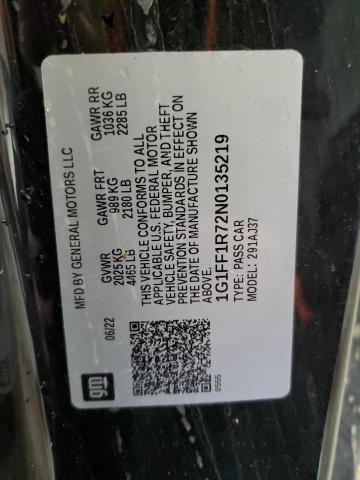 gm
MFD BY GENERAL MOTORS LLC
06/22
GVWR
2025 KG
4465 LB
GAWR FRT
989 KG
2180 LB
GAWR RR
1036 KG
2285 LB
THIS VEHICLE CONFORMS TO ALL
APPLICABLE U.S. FEDERAL MOTOR
VEHICLE SAFETY, BUMPER, AND THEFT
PREVENTION STANDARDS IN EFFECT ON
THE DATE OF MANUFACTURE SHOWN
ABOVE.
1G1FF1R72N0135219
TYPE: PASS CAR
MODEL: 291AJ37